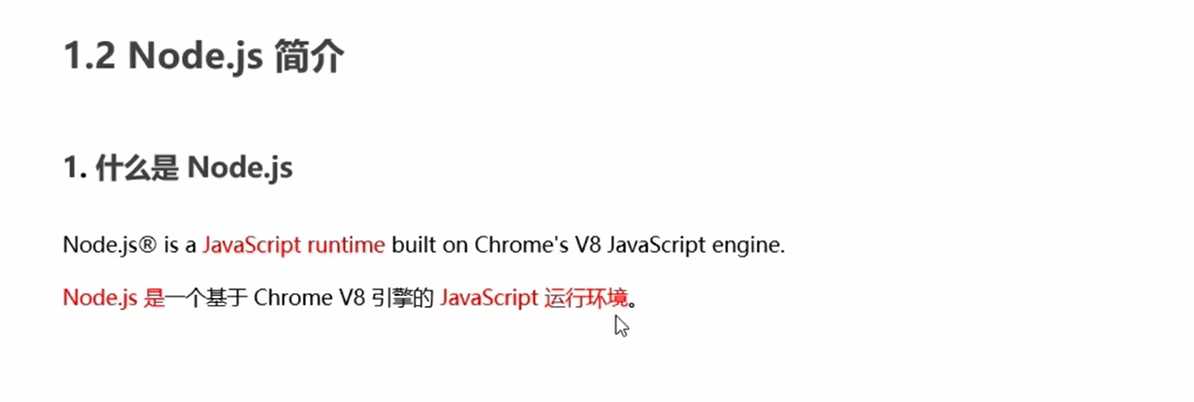 1.2 Node.js 简介
1. 什么是 Node.js
Node.js® is a JavaScript runtime built on Chrome's V8 JavaScript engine.
Node.js 是一个基于 Chrome V8 引擎的 JavaScript 运行环境。